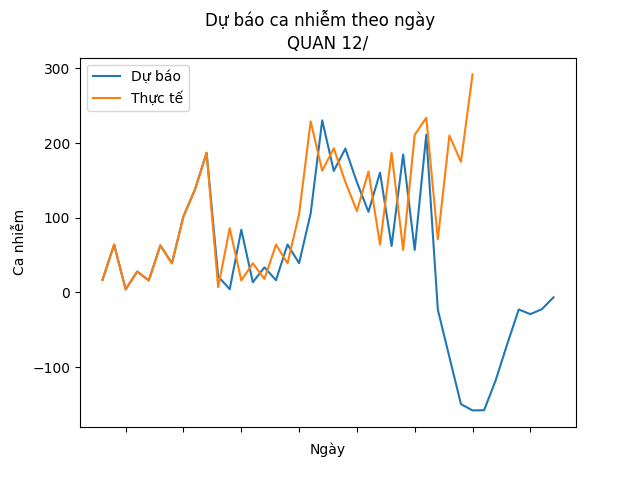 Dự báo ca nhiễm theo ngày
QUAN 12/
Dự báo
Thực tế
300
200
100
0
−100
Ca nhiễm
Ngày